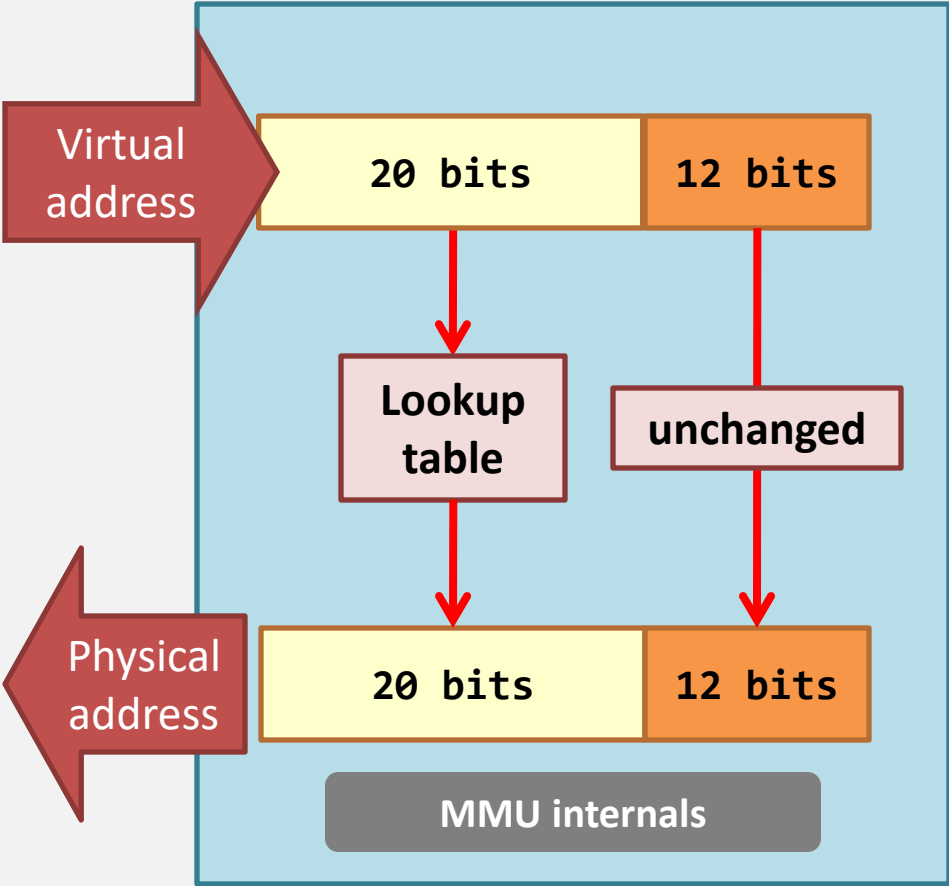 Virtual
address
20 bits
12 bits
Lookup
table
unchanged
Physical
address
20 bits
12 bits
MMU internals